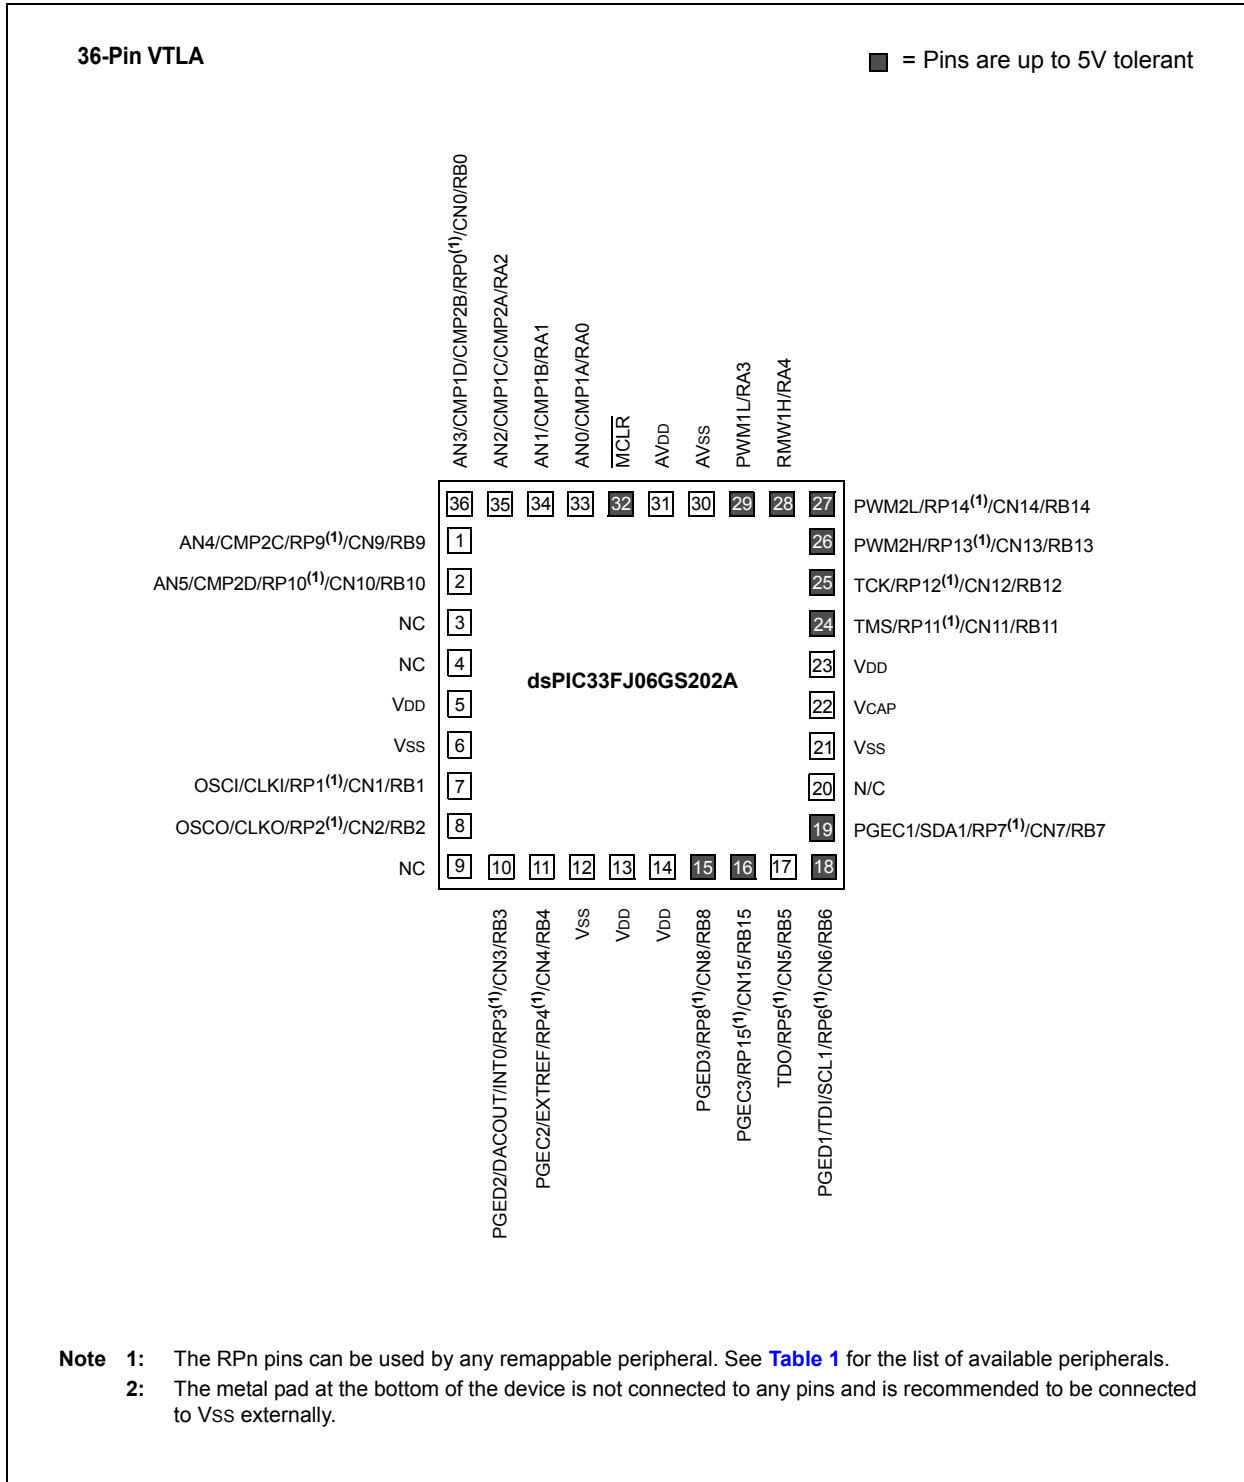 36-Pin VTLA
= Pins are up to 5V tolerant
AN3/CMP1D/CMP2B/RP0(1)/CN0/RB0
AN2/CMP1C/CMP2A/RA2
AN1/CMP1B/RA1
AN0/CMP1A/RA0
MCLR
AVDD
AVSS
PWM1L/RA3
RMW1H/RA4
36 35 34 33 32 31 30 29 28 27 PWM2L/RP14(1)/CN14/RB14
AN4/CMP2C/RP9(1)/CN9/RB9 1 26 PWM2H/RP13(1)/CN13/RB13
AN5/CMP2D/RP10(1)/CN10/RB10 2 25 TCK/RP12(1)/CN12/RB12
NC 3 24 TMS/RP11(1)/CN11/RB11
NC 4 23 VDD
dsPIC33FJ06GS202A
VDD 5 22 VCAP
VSS 6 21 VSS
OSCI/CLKI/RP1(1)/CN1/RB1 7 20 N/C
OSCO/CLKO/RP2(1)/CN2/RB2 8 19 PGEC1/SDA1/RP7(1)/CN7/RB7
NC 9 10 11 12 13 14 15 16 17 18
PGED2/DACOUT/INT0/RP3(1)/CN3/RB3
PGEC2/EXTREF/RP4(1)/CN4/RB4
VSS
VDD
VDD
PGED3/RP8(1)/CN8/RB8
PGEC3/RP15(1)/CN15/RB15
TDO/RP5(1)/CN5/RB5
PGED1/TDI/SCL1/RP6(1)/CN6/RB6
Note 1: The RPn pins can be used by any remappable peripheral. See Table 1 for the list of available peripherals.
2: The metal pad at the bottom of the device is not connected to any pins and is recommended to be connected
to VSS externally.